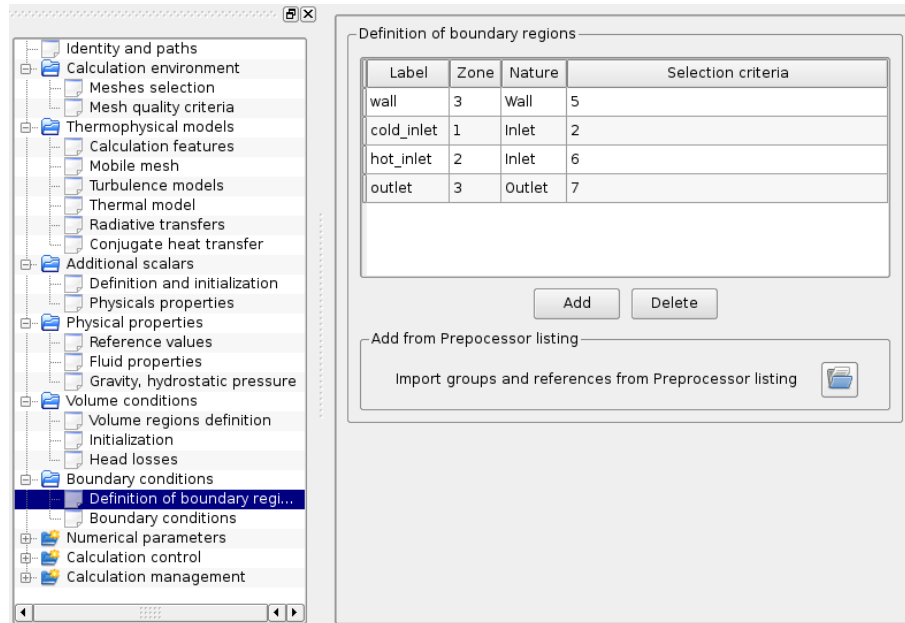 Identity and paths
Calculation environment
Meshes selection
Mesh quality criteria
Thermophysical models
Calculation features
Mobile mesh
Turbulence models
Thermal model
Radiative transfers
Conjugate heat transfer
Additional scalars
Definition and initialization
Physicals properties
Physical properties
Reference values
Fluid properties
Gravity, hydrostatic pressure
Volume conditions
Volume regions definition
Initialization
Head losses
Boundary conditions
Definition of boundary regi...
Boundary conditions
Numerical parameters
Calculation control
Calculation management
Definition of boundary regions
Label Zone Nature Selection criteria
wall 3 Wall 5
cold_inlet 1 Inlet 2
hot_inlet 2 Inlet 6
outlet 3 Outlet 7
Add Delete
Add from Prepocessor listing
Import groups and references from Preprocessor listing